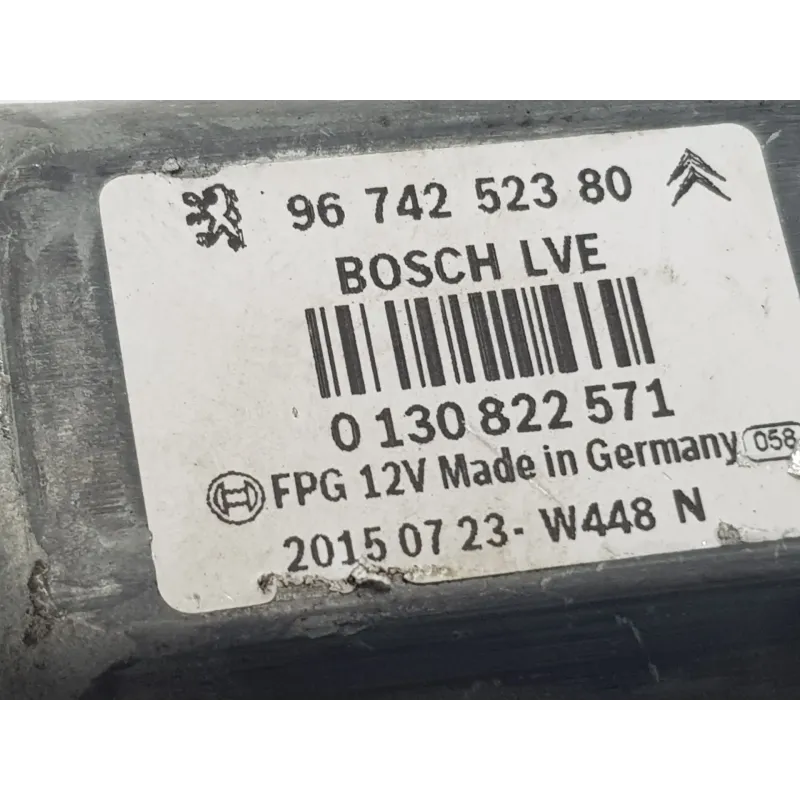 96 742 523 80
BOSCH LVE
0 130 822 571
FPG 12V Made in Germany 058
2015 07 23- W448 N